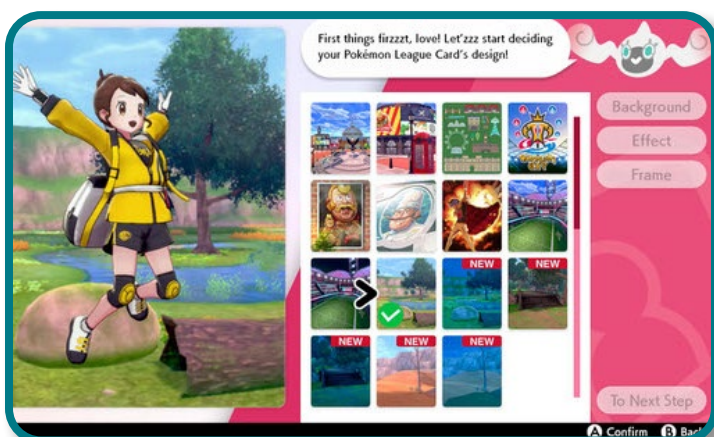 First things firzzzt, love! Let'zzz start deciding
your Pokémon League Card's design!
Background
Effect
Frame
NEW
NEW
NEW
NEW
NEW
To Next Step
A Confirm B Back